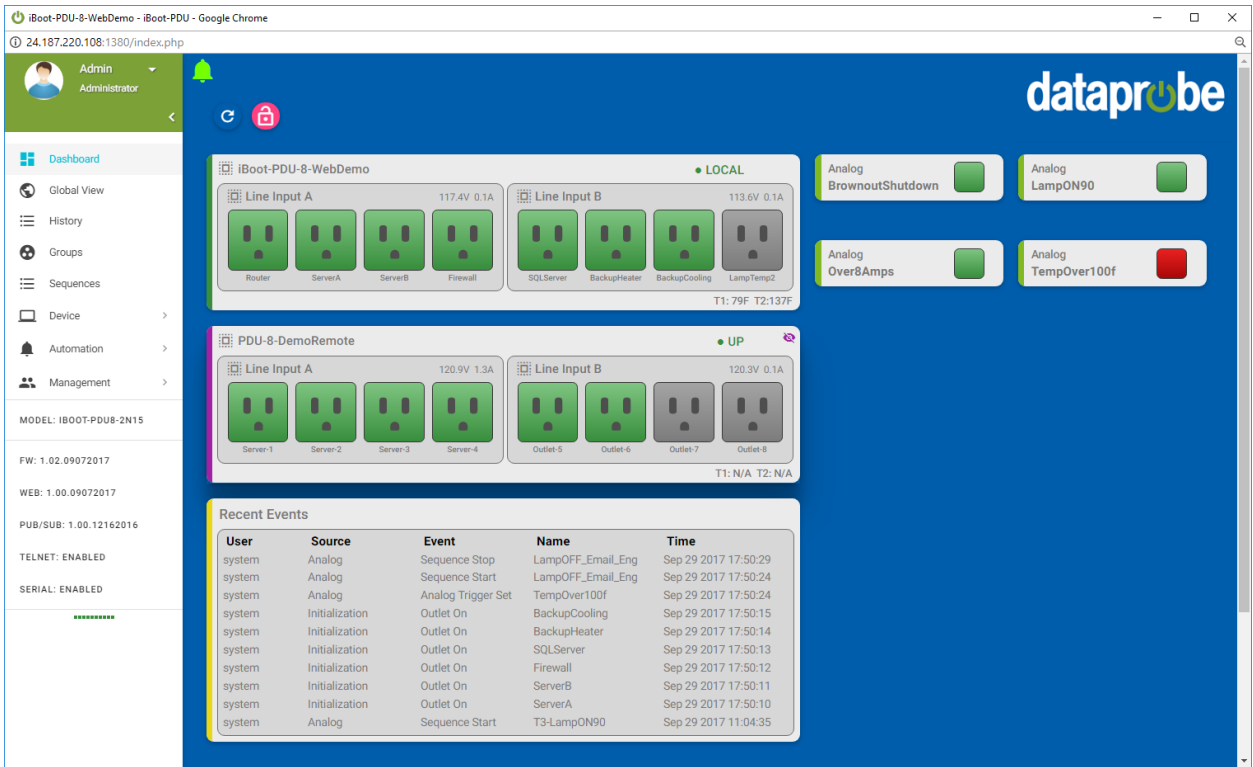 iBoot-PDU-8-WebDemo - iBoot-PDU - Google Chrome
24.187.220.108:1380/index.php
Admin
Administrator
dataprobe
Dashboard
Global View
History
Groups
Sequences
Device
Automation
Management
MODEL: IBOOT-PDU8-2N15
FW: 1.02.09072017
WEB: 1.00.09072017
PUB/SUB: 1.00.12162016
TELNET: ENABLED
SERIAL: ENABLED
iBoot-PDU-8-WebDemo LOCAL
Line Input A 117.4V 0.1A
Router ServerA ServerB Firewall
Line Input B 113.6V 0.1A
SQLServer BackupHeater BackupCooling LampTemp2
T1: 79F T2:137F
Analog
BrownoutShutdown
Analog
LampON90
Analog
Over8Amps
Analog
TempOver100f
PDU-8-DemoRemote UP
Line Input A 120.9V 1.3A
Server-1 Server-2 Server-3 Server-4
Line Input B 120.3V 0.1A
Outlet-5 Outlet-6 Outlet-7 Outlet-8
T1: N/A T2: N/A
Recent Events
User Source Event Name Time
system Analog Sequence Stop LampOFF_Email_Eng Sep 29 2017 17:50:29
system Analog Sequence Start LampOFF_Email_Eng Sep 29 2017 17:50:24
system Analog Analog Trigger Set TempOver100f Sep 29 2017 17:50:24
system Initialization Outlet On BackupCooling Sep 29 2017 17:50:15
system Initialization Outlet On BackupHeater Sep 29 2017 17:50:14
system Initialization Outlet On SQLServer Sep 29 2017 17:50:13
system Initialization Outlet On Firewall Sep 29 2017 17:50:12
system Initialization Outlet On ServerB Sep 29 2017 17:50:11
system Initialization Outlet On ServerA Sep 29 2017 17:50:10
system Analog Sequence Start T3-LampON90 Sep 29 2017 11:04:35